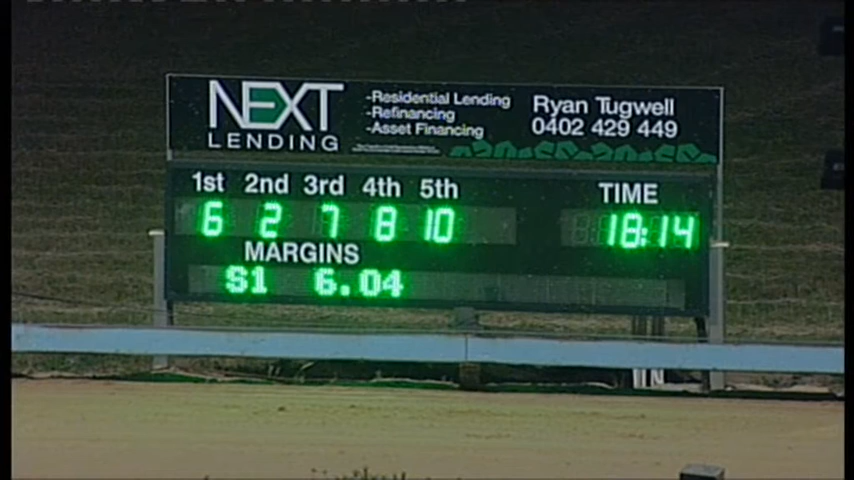 NEXT
LENDING
-Residential Lending
-Refinancing
-Asset Financing
Ryan Tugwell
0402 429 449
1st 2nd 3rd 4th 5th TIME
6 2 7 8 10 18:14
MARGINS
S1 6.04
IN